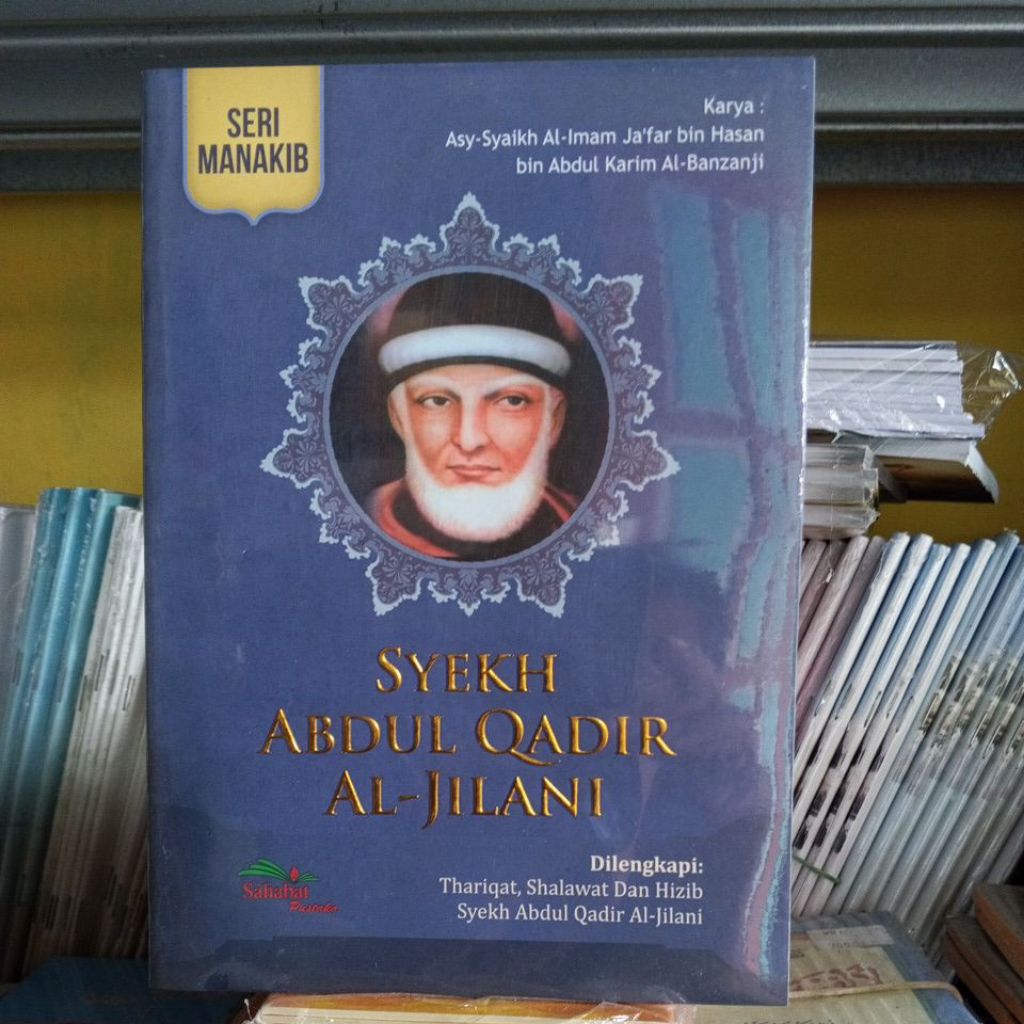 SERI
MANAKIB
Karya :
Asy-Syaikh Al-Imam Ja'far bin Hasan
bin Abdul Karim Al-Banzanji
SYEKH
ABDUL QADIR
AL-JILANI
Sahabat
Pustaka
Dilengkapi:
Thariqat, Shalawat Dan Hizib
Syekh Abdul Qadir Al-Jilani